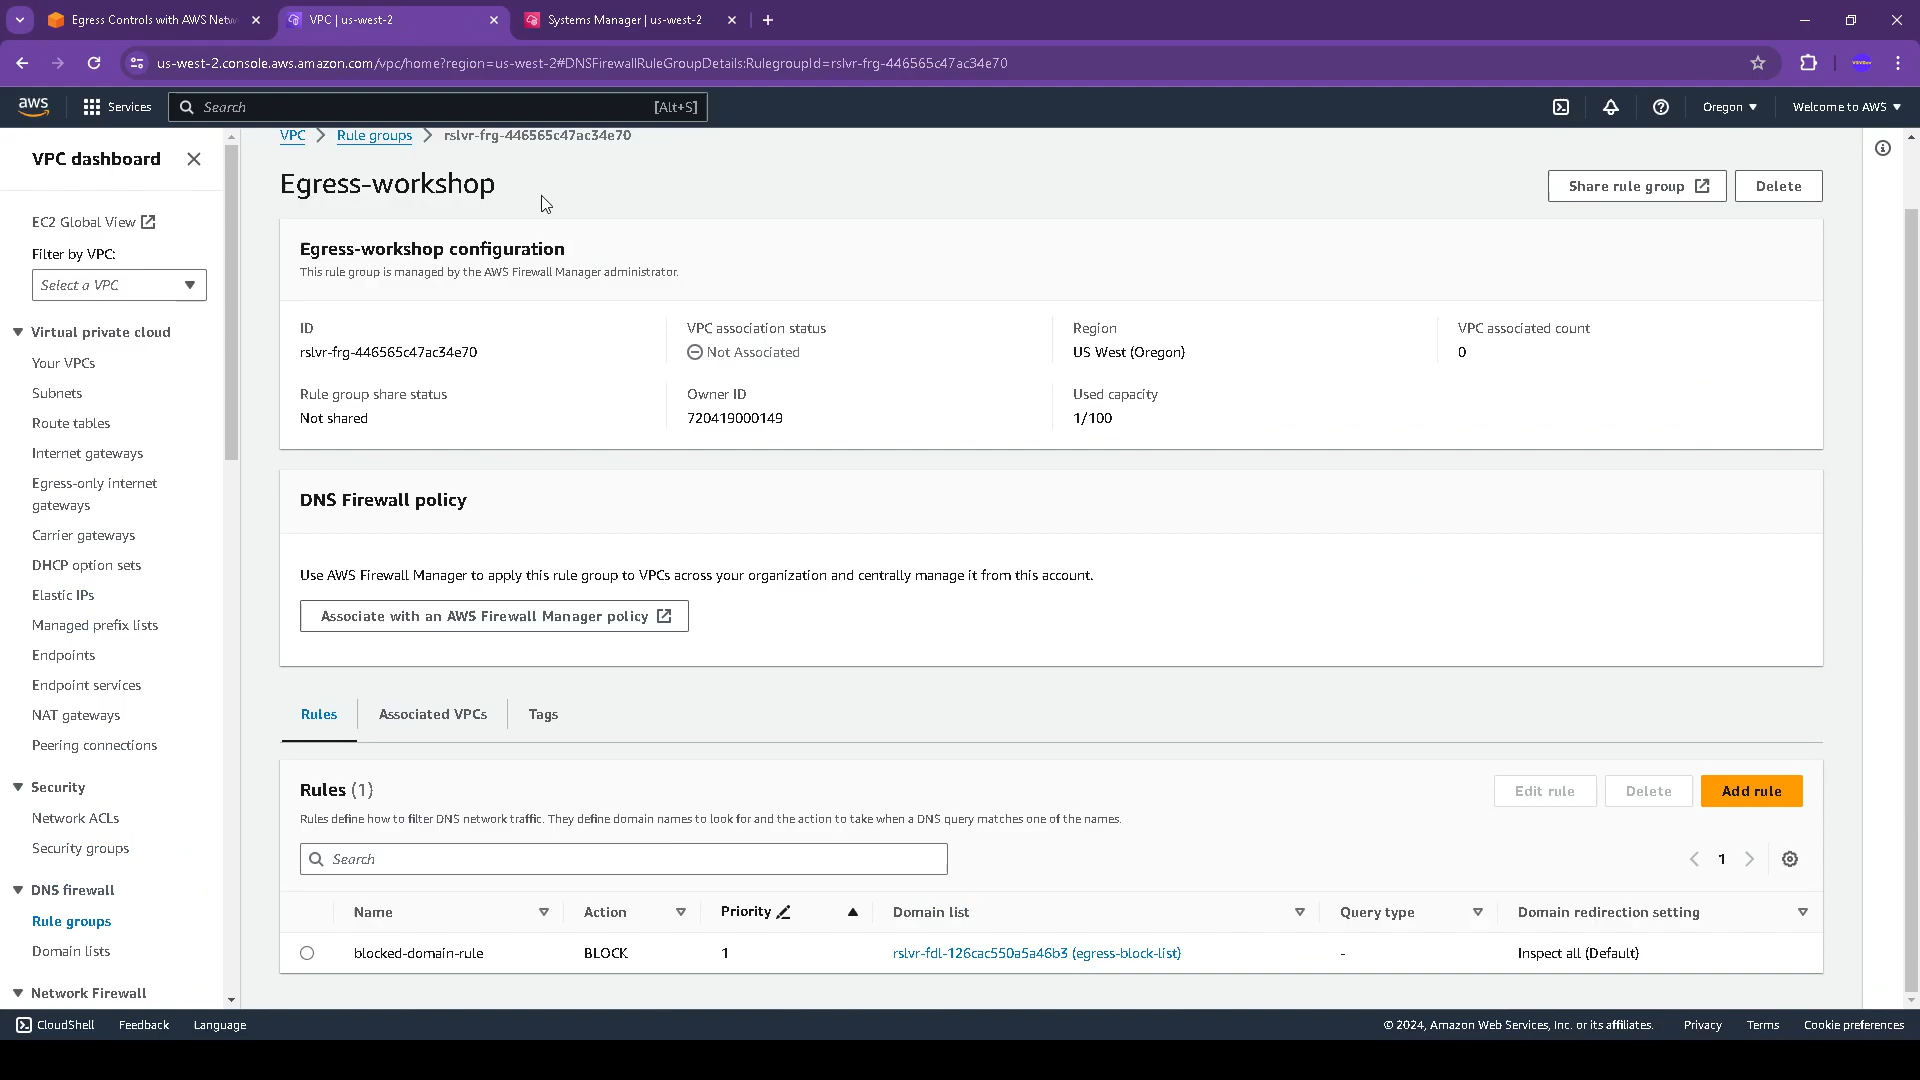 Egress Controls with AWS Netw
VPC | us-west-2
Systems Manager | us-west-2
us-west-2.console.aws.amazon.com/vpc/home?region=us-west-2#DNSFirewallRuleGroupDetails:RulegroupId=rslvr-frg-446565c47ac34e70
aws
Services
Search
[Alt+S]
Oregon
Welcome to AWS
VPC dashboard
EC2 Global View
Filter by VPC:
Select a VPC
Virtual private cloud
Your VPCs
Subnets
Route tables
Internet gateways
Egress-only internet
gateways
Carrier gateways
DHCP option sets
Elastic IPs
Managed prefix lists
Endpoints
Endpoint services
NAT gateways
Peering connections
Security
Network ACLs
Security groups
DNS firewall
Rule groups
Domain lists
Network Firewall
VPC
Rule groups
rslvr-frg-446565c47ac34e70
Egress-workshop
Share rule group
Delete
Egress-workshop configuration
This rule group is managed by the AWS Firewall Manager administrator.
ID
rslvr-frg-446565c47ac34e70
VPC association status
Not Associated
Region
US West (Oregon)
VPC associated count
0
Rule group share status
Not shared
Owner ID
720419000149
Used capacity
1/100
DNS Firewall policy
Use AWS Firewall Manager to apply this rule group to VPCs across your organization and centrally manage it from this account.
Associate with an AWS Firewall Manager policy
Rules
Associated VPCs
Tags
Rules (1)
Edit rule
Delete
Add rule
Rules define how to filter DNS network traffic. They define domain names to look for and the action to take when a DNS query matches one of the names.
Search
1
Name
Action
Priority
Domain list
Query type
Domain redirection setting
blocked-domain-rule
BLOCK
1
rslvr-fdl-126cac550a5a46b3 (egress-block-list)
-
Inspect all (Default)
CloudShell
Feedback
Language
© 2024, Amazon Web Services, Inc. or its affiliates.
Privacy
Terms
Cookie preferences